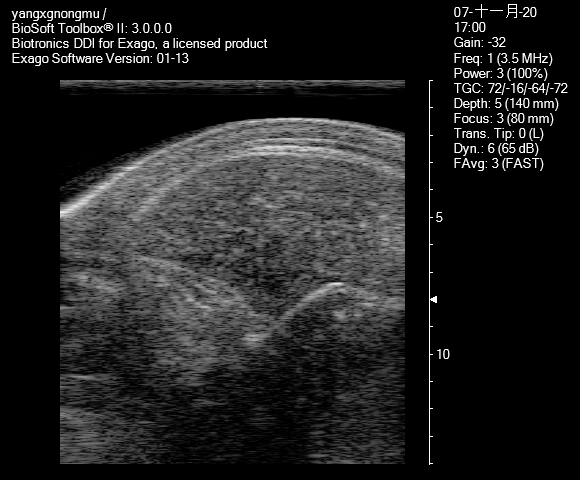 yangxgnongmu /
BioSoft Toolbox® II: 3.0.0.0
Biotronics DDI for Exago, a licensed product
Exago Software Version: 01-13
07-十一月-20
17:00
Gain: -32
Freq: 1 (3.5 MHz)
Power: 3 (100%)
TGC: 72/-16/-64/-72
Depth: 5 (140 mm)
Focus: 3 (80 mm)
Trans. Tip: 0 (L)
Dyn.: 6 (65 dB)
FAvg: 3 (FAST)
5
10